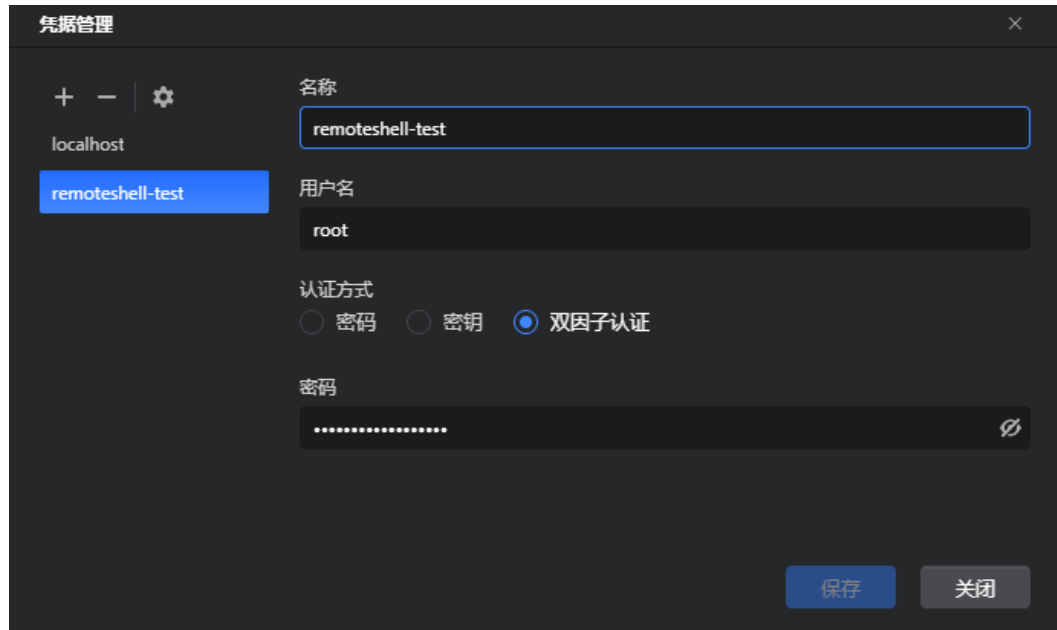 凭据管理
localhost
remoteshell-test
名称
remoteshell-test
用户名
root
认证方式
密码 密钥 双因子认证
密码
••••••••••••••••••
保存 关闭